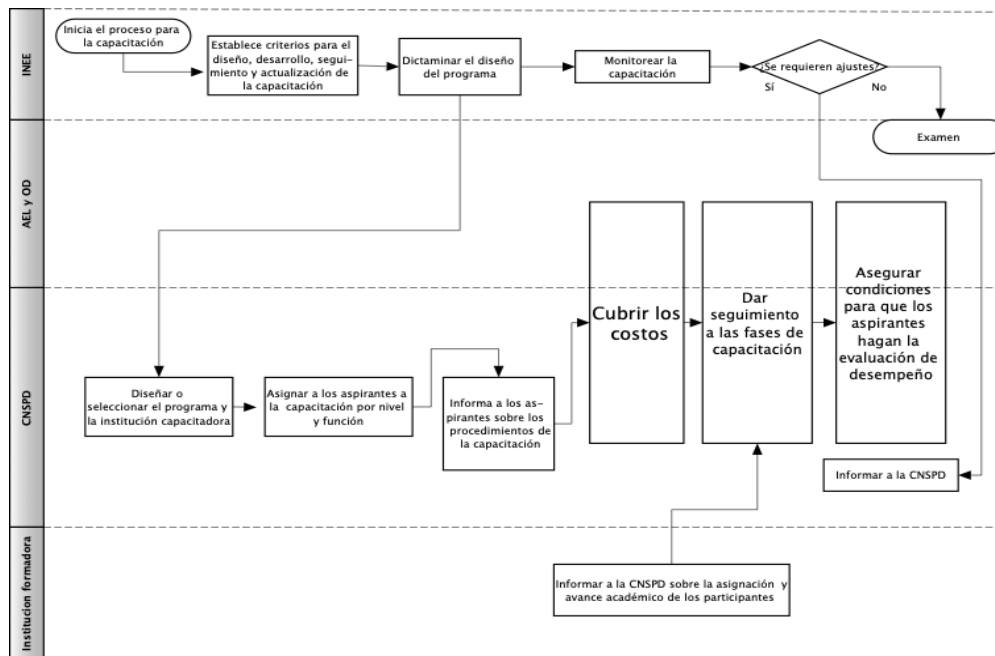 INEE
Inicia el proceso para
la capacitación
Establece criterios para el
diseño, desarrollo, segui-
miento y actualización de
la capacitación
Dictaminar el diseño
del programa
Monitorear la
capacitación
¿Se requieren ajustes?
Sí
No
Examen
AEL y OD
Cubrir los
costos
Dar
seguimiento
a las fases de
capacitación
Asegurar
condiciones
para que los
aspirantes
hagan la
evaluación de
desempeño
CNSPD
Diseñar o
seleccionar el programa y
la institución capacitadora
Asignar a los aspirantes a
la capacitación por nivel
y función
Informa a los as-
pirantes sobre los
procedimientos de
la capacitación
Informar a la CNSPD
Institucion formadora
Informar a la CNSPD sobre la asignación y
avance académico de los participantes